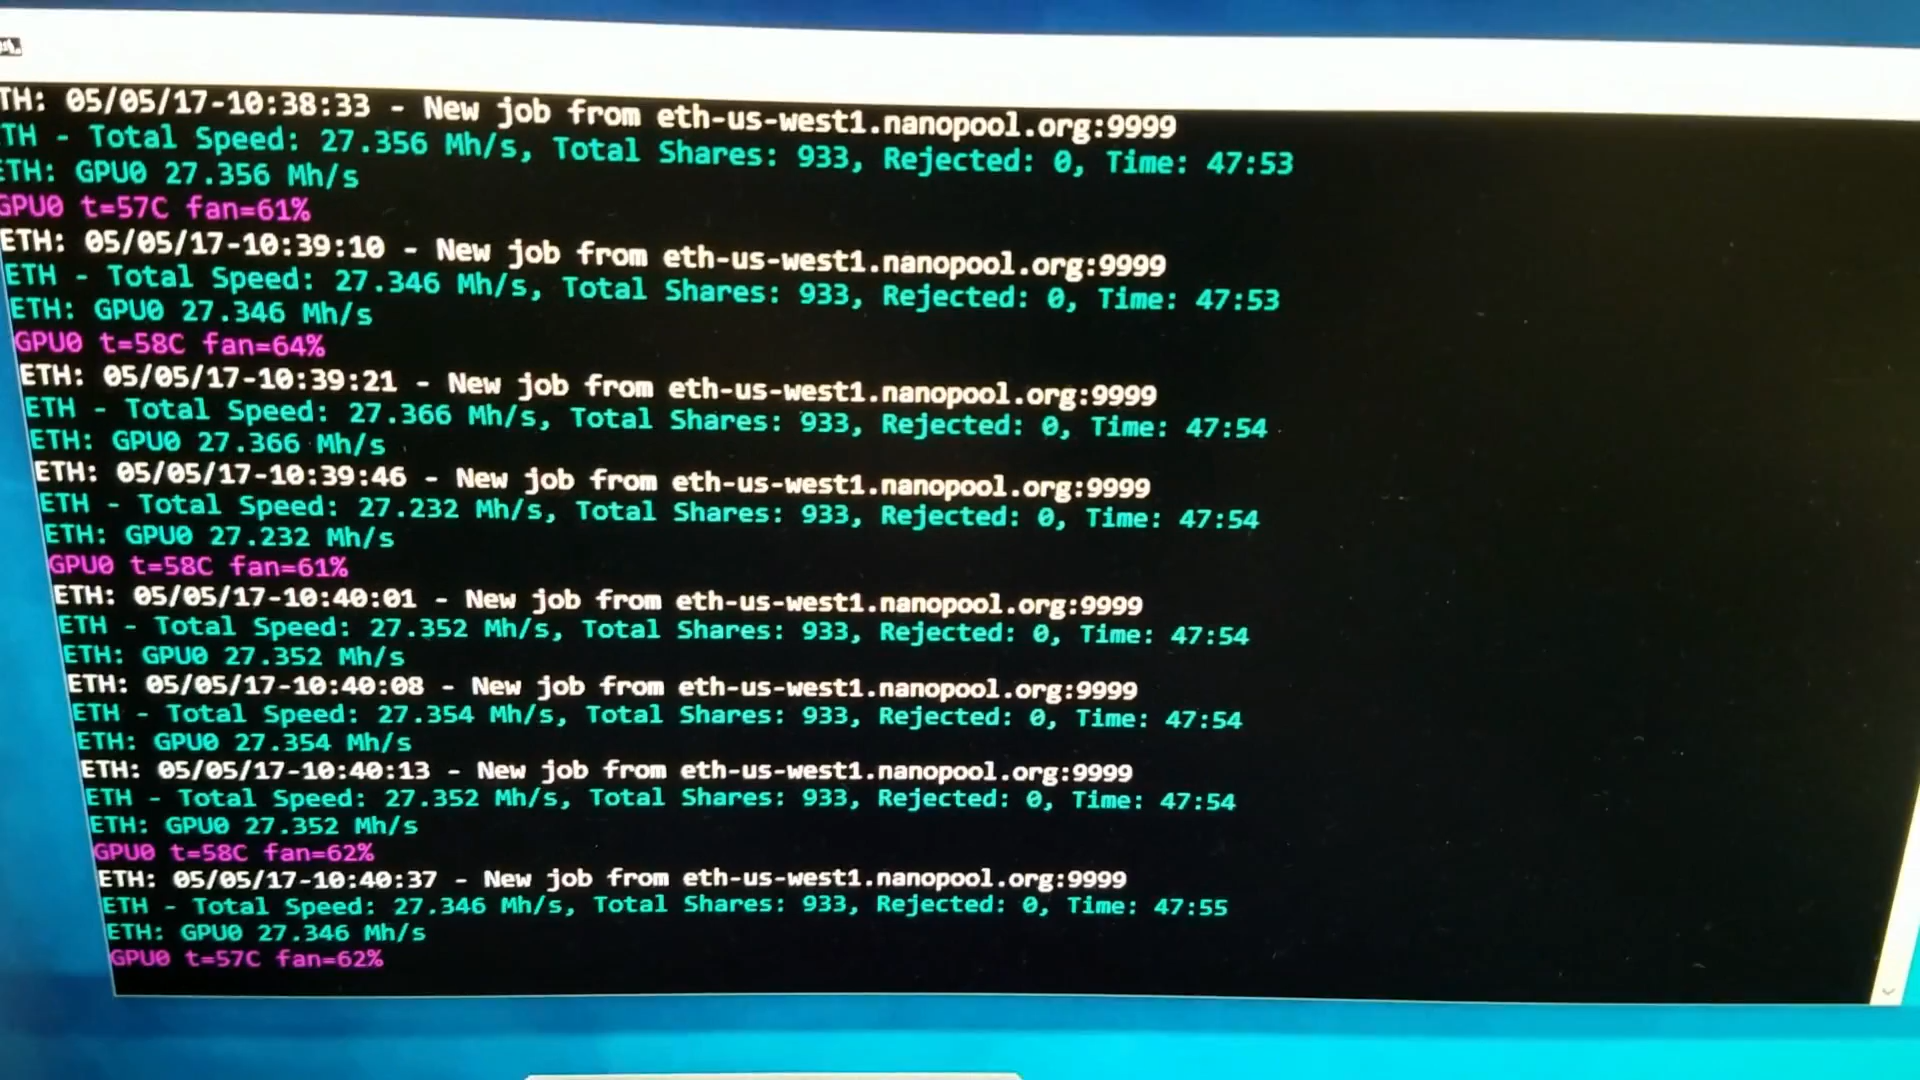 TH: 05/05/17-10:38:33 - New job from eth-us-west1.nanopool.org:9999
TH - Total Speed: 27.356 Mh/s, Total Shares: 933, Rejected: 0, Time: 47:53
ETH: GPU0 27.356 Mh/s
GPU0 t=57C fan=61%
ETH: 05/05/17-10:39:10 - New job from eth-us-west1.nanopool.org:9999
ETH - Total Speed: 27.346 Mh/s, Total Shares: 933, Rejected: 0, Time: 47:53
ETH: GPU0 27.346 Mh/s
GPU0 t=58C fan=64%
ETH: 05/05/17-10:39:21 - New job from eth-us-west1.nanopool.org:9999
ETH - Total Speed: 27.366 Mh/s, Total Shares: 933, Rejected: 0, Time: 47:54
ETH: GPU0 27.366 Mh/s
ETH: 05/05/17-10:39:46 - New job from eth-us-west1.nanopool.org:9999
ETH - Total Speed: 27.232 Mh/s, Total Shares: 933, Rejected: 0, Time: 47:54
ETH: GPU0 27.232 Mh/s
GPU0 t=58C fan=61%
ETH: 05/05/17-10:40:01 - New job from eth-us-west1.nanopool.org:9999
ETH - Total Speed: 27.352 Mh/s, Total Shares: 933, Rejected: 0, Time: 47:54
ETH: GPU0 27.352 Mh/s
ETH: 05/05/17-10:40:08 - New job from eth-us-west1.nanopool.org:9999
ETH - Total Speed: 27.354 Mh/s, Total Shares: 933, Rejected: 0, Time: 47:54
ETH: GPU0 27.354 Mh/s
ETH: 05/05/17-10:40:13 - New job from eth-us-west1.nanopool.org:9999
ETH - Total Speed: 27.352 Mh/s, Total Shares: 933, Rejected: 0, Time: 47:54
ETH: GPU0 27.352 Mh/s
GPU0 t=58C fan=62%
ETH: 05/05/17-10:40:37 - New job from eth-us-west1.nanopool.org:9999
ETH - Total Speed: 27.346 Mh/s, Total Shares: 933, Rejected: 0, Time: 47:55
ETH: GPU0 27.346 Mh/s
GPU0 t=57C fan=62%